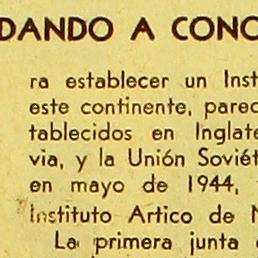 DANDO A CONO
ra establecer un Inst
este continente, parec
tablecidos en Inglate
via, y la Unión Soviét
en mayo de 1944,
Instituto Artico de N
La primera junta